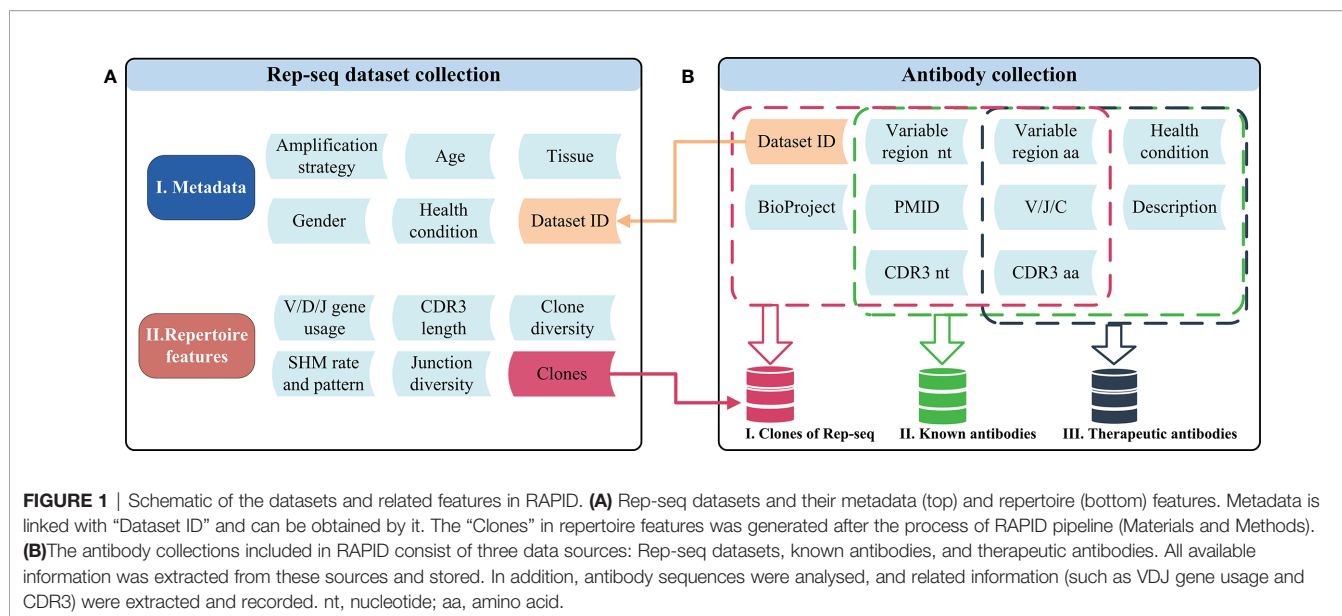 A
Rep-seq dataset collection
I. Metadata
Amplification
strategy
Age
Tissue
Gender
Health
condition
Dataset ID
II.Repertoire
features
V/D/J gene
usage
CDR3
length
Clone
diversity
SHM rate
and pattern
Junction
diversity
Clones
B
Antibody collection
Dataset ID
Variable
region nt
Variable
region aa
Health
condition
BioProject
PMID
V/J/C
Description
CDR3 nt
CDR3 aa
I. Clones of Rep-seq
II. Known antibodies
III. Therapeutic antibodies
FIGURE 1 | Schematic of the datasets and related features in RAPID. (A) Rep-seq datasets and their metadata (top) and repertoire (bottom) features. Metadata is
linked with “Dataset ID” and can be obtained by it. The “Clones” in repertoire features was generated after the process of RAPID pipeline (Materials and Methods).
(B)The antibody collections included in RAPID consist of three data sources: Rep-seq datasets, known antibodies, and therapeutic antibodies. All available
information was extracted from these sources and stored. In addition, antibody sequences were analysed, and related information (such as VDJ gene usage and
CDR3) were extracted and recorded. nt, nucleotide; aa, amino acid.